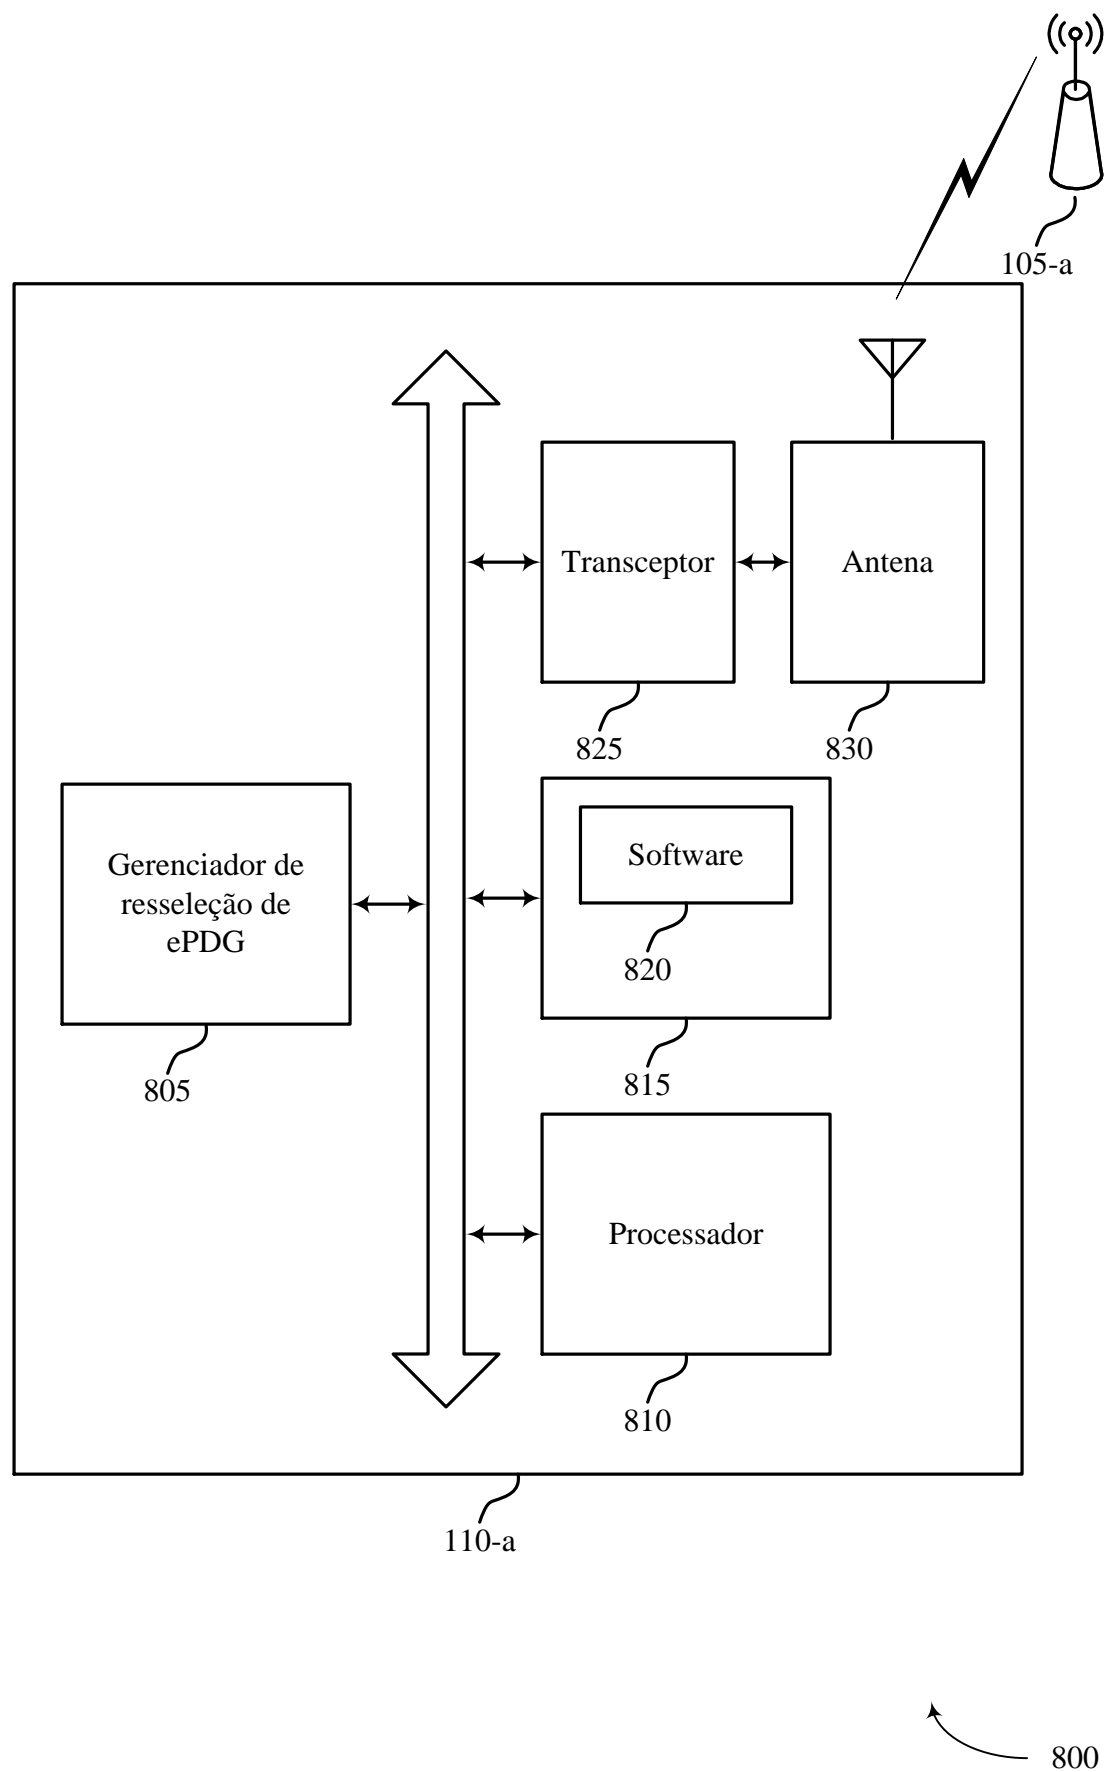 105-a
Transceptor
Antena
825
830
Software
820
815
Gerenciador de
resseleção de
ePDG
805
Processador
810
110-a
800